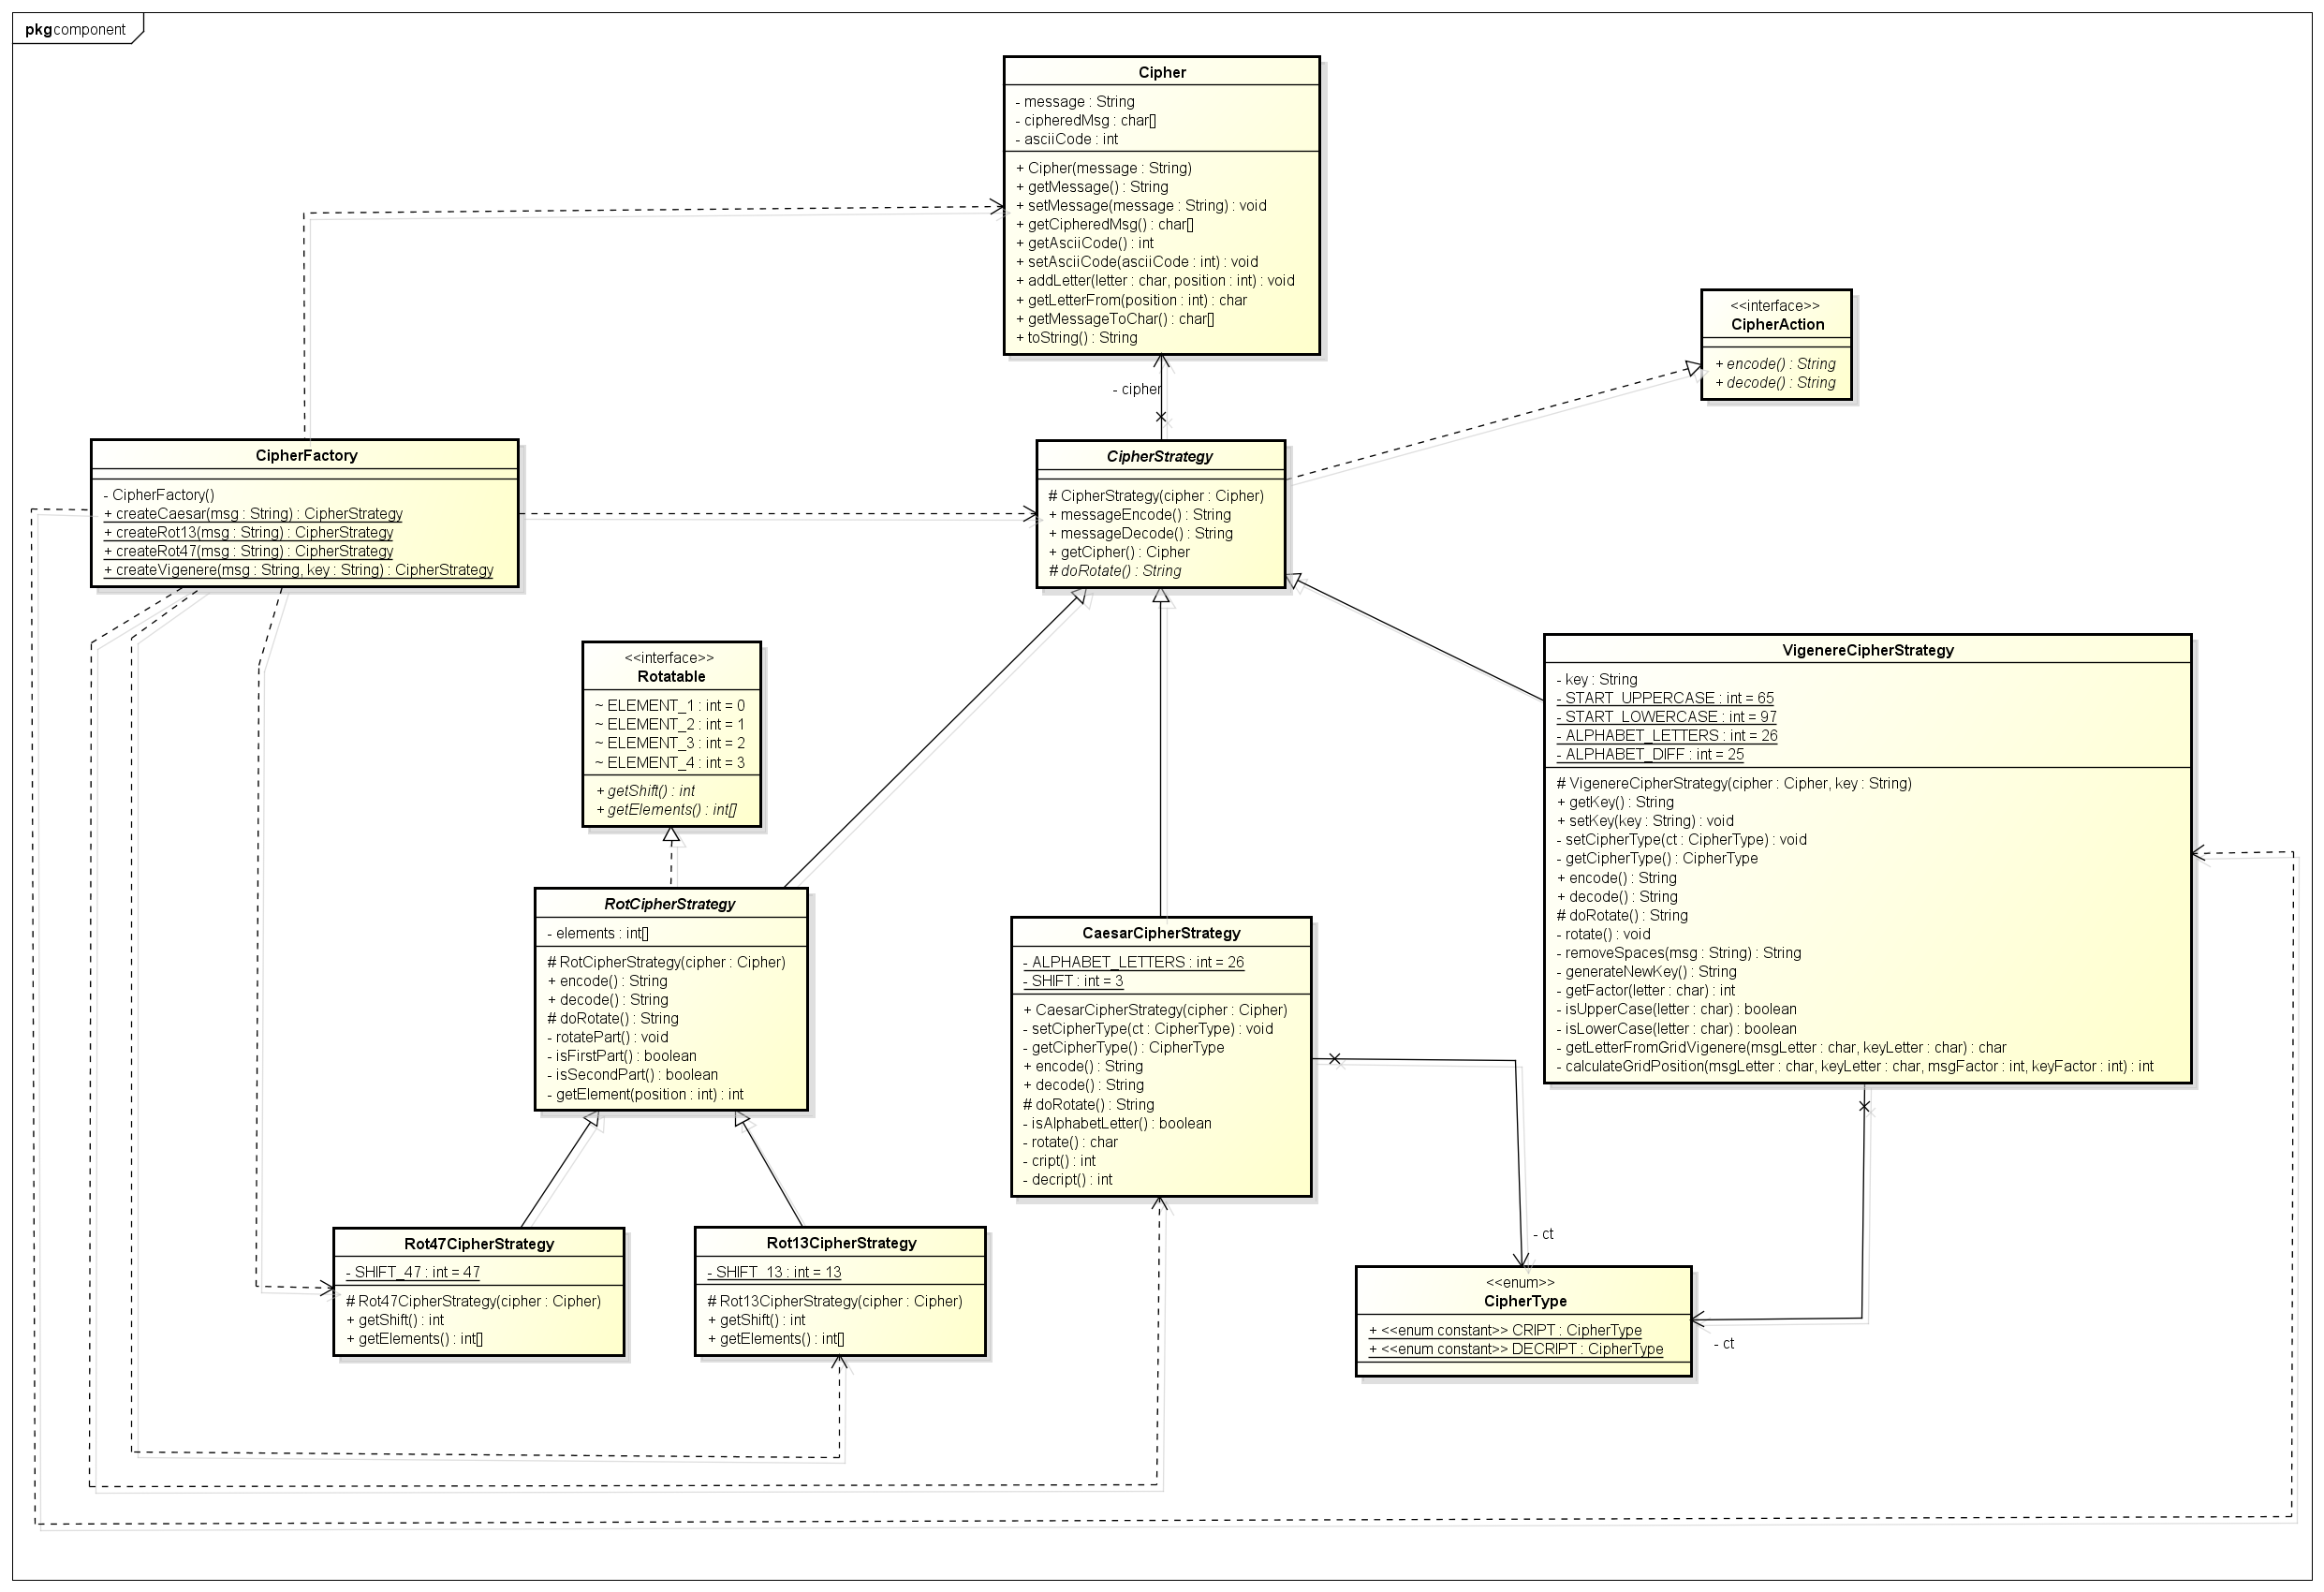 pkg component
Cipher
- message : String
- cipheredMsg : char[]
- asciiCode : int
+ Cipher(message : String)
+ getMessage() : String
+ setMessage(message : String) : void
+ getCipheredMsg() : char[]
+ getAsciiCode() : int
+ setAsciiCode(asciiCode : int) : void
+ addLetter(letter : char, position : int) : void
+ getLetterFrom(position : int) : char
+ getMessageToChar() : char[]
+ toString() : String
- cipher
<<interface>>
CipherAction
+ encode() : String
+ decode() : String
CipherFactory
- CipherFactory()
+ createCaesar(msg : String) : CipherStrategy
+ createRot13(msg : String) : CipherStrategy
+ createRot47(msg : String) : CipherStrategy
+ createVigenere(msg : String, key : String) : CipherStrategy
CipherStrategy
# CipherStrategy(cipher : Cipher)
+ messageEncode() : String
+ messageDecode() : String
+ getCipher() : Cipher
# doRotate() : String
<<interface>>
Rotatable
~ ELEMENT_1 : int = 0
~ ELEMENT_2 : int = 1
~ ELEMENT_3 : int = 2
~ ELEMENT_4 : int = 3
+ getShift() : int
+ getElements() : int[]
VigenereCipherStrategy
- key : String
- START_UPPERCASE : int = 65
- START_LOWERCASE : int = 97
- ALPHABET_LETTERS : int = 26
- ALPHABET_DIFF : int = 25
# VigenereCipherStrategy(cipher : Cipher, key : String)
+ getKey() : String
+ setKey(key : String) : void
- setCipherType(ct : CipherType) : void
- getCipherType() : CipherType
+ encode() : String
+ decode() : String
# doRotate() : String
- rotate() : void
- removeSpaces(msg : String) : String
- generateNewKey() : String
- getFactor(letter : char) : int
- isUpperCase(letter : char) : boolean
- isLowerCase(letter : char) : boolean
- getLetterFromGridVigenere(msgLetter : char, keyLetter : char) : char
- calculateGridPosition(msgLetter : char, keyLetter : char, msgFactor : int, keyFactor : int) : int
RotCipherStrategy
- elements : int[]
# RotCipherStrategy(cipher : Cipher)
+ encode() : String
+ decode() : String
# doRotate() : String
- rotatePart() : void
- isFirstPart() : boolean
- isSecondPart() : boolean
- getElement(position : int) : int
CaesarCipherStrategy
- ALPHABET_LETTERS : int = 26
- SHIFT : int = 3
+ CaesarCipherStrategy(cipher : Cipher)
- setCipherType(ct : CipherType) : void
- getCipherType() : CipherType
+ encode() : String
+ decode() : String
# doRotate() : String
- isAlphabetLetter() : boolean
- rotate() : char
- cript() : int
- decript() : int
Rot47CipherStrategy
- SHIFT_47 : int = 47
# Rot47CipherStrategy(cipher : Cipher)
+ getShift() : int
+ getElements() : int[]
Rot13CipherStrategy
- SHIFT_13 : int = 13
# Rot13CipherStrategy(cipher : Cipher)
+ getShift() : int
+ getElements() : int[]
- ct
<<enum>>
CipherType
+ <<enum constant>> CRIPT : CipherType
+ <<enum constant>> DECRIPT : CipherType
- ct